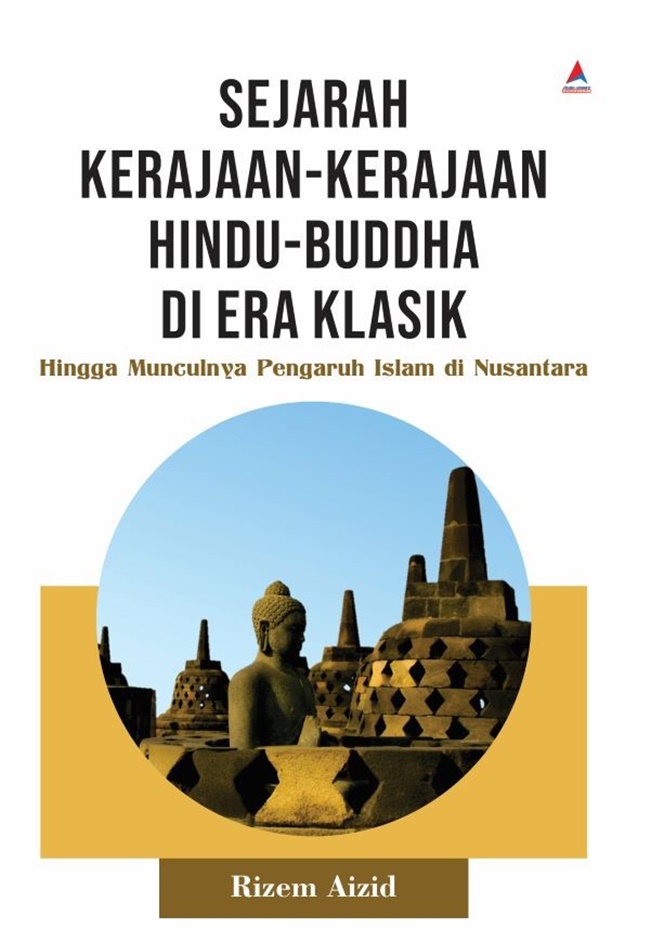 SEJARAH
KERAJAAN-KERAJAAN
HINDU-BUDDHA
DI ERA KLASIK
Hingga Munculnya Pengaruh Islam di Nusantara
Rizem Aizid